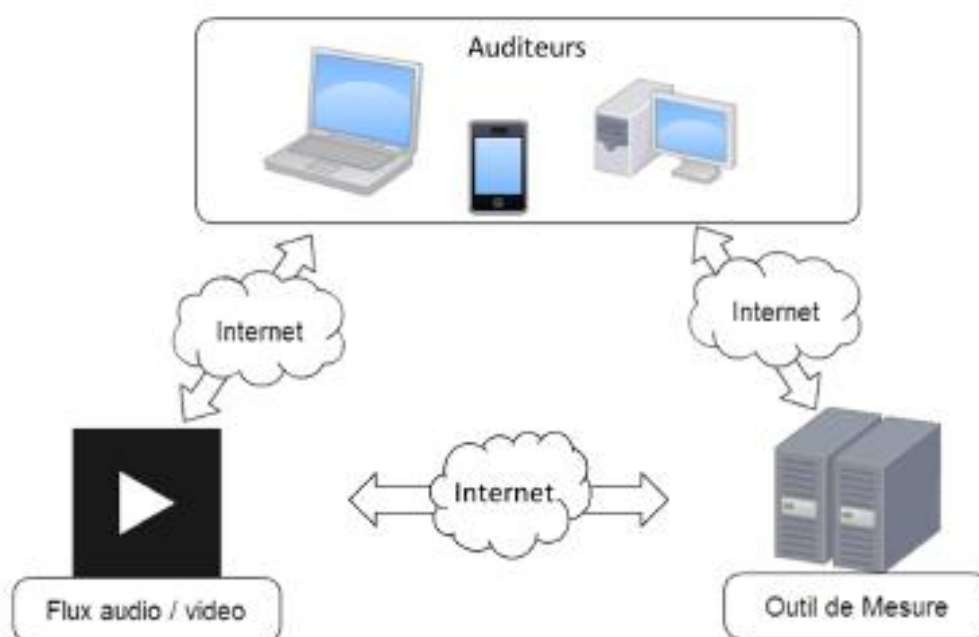 Auditeurs
Internet
Internet
Internet
Flux audio / video
Outil de Mesure